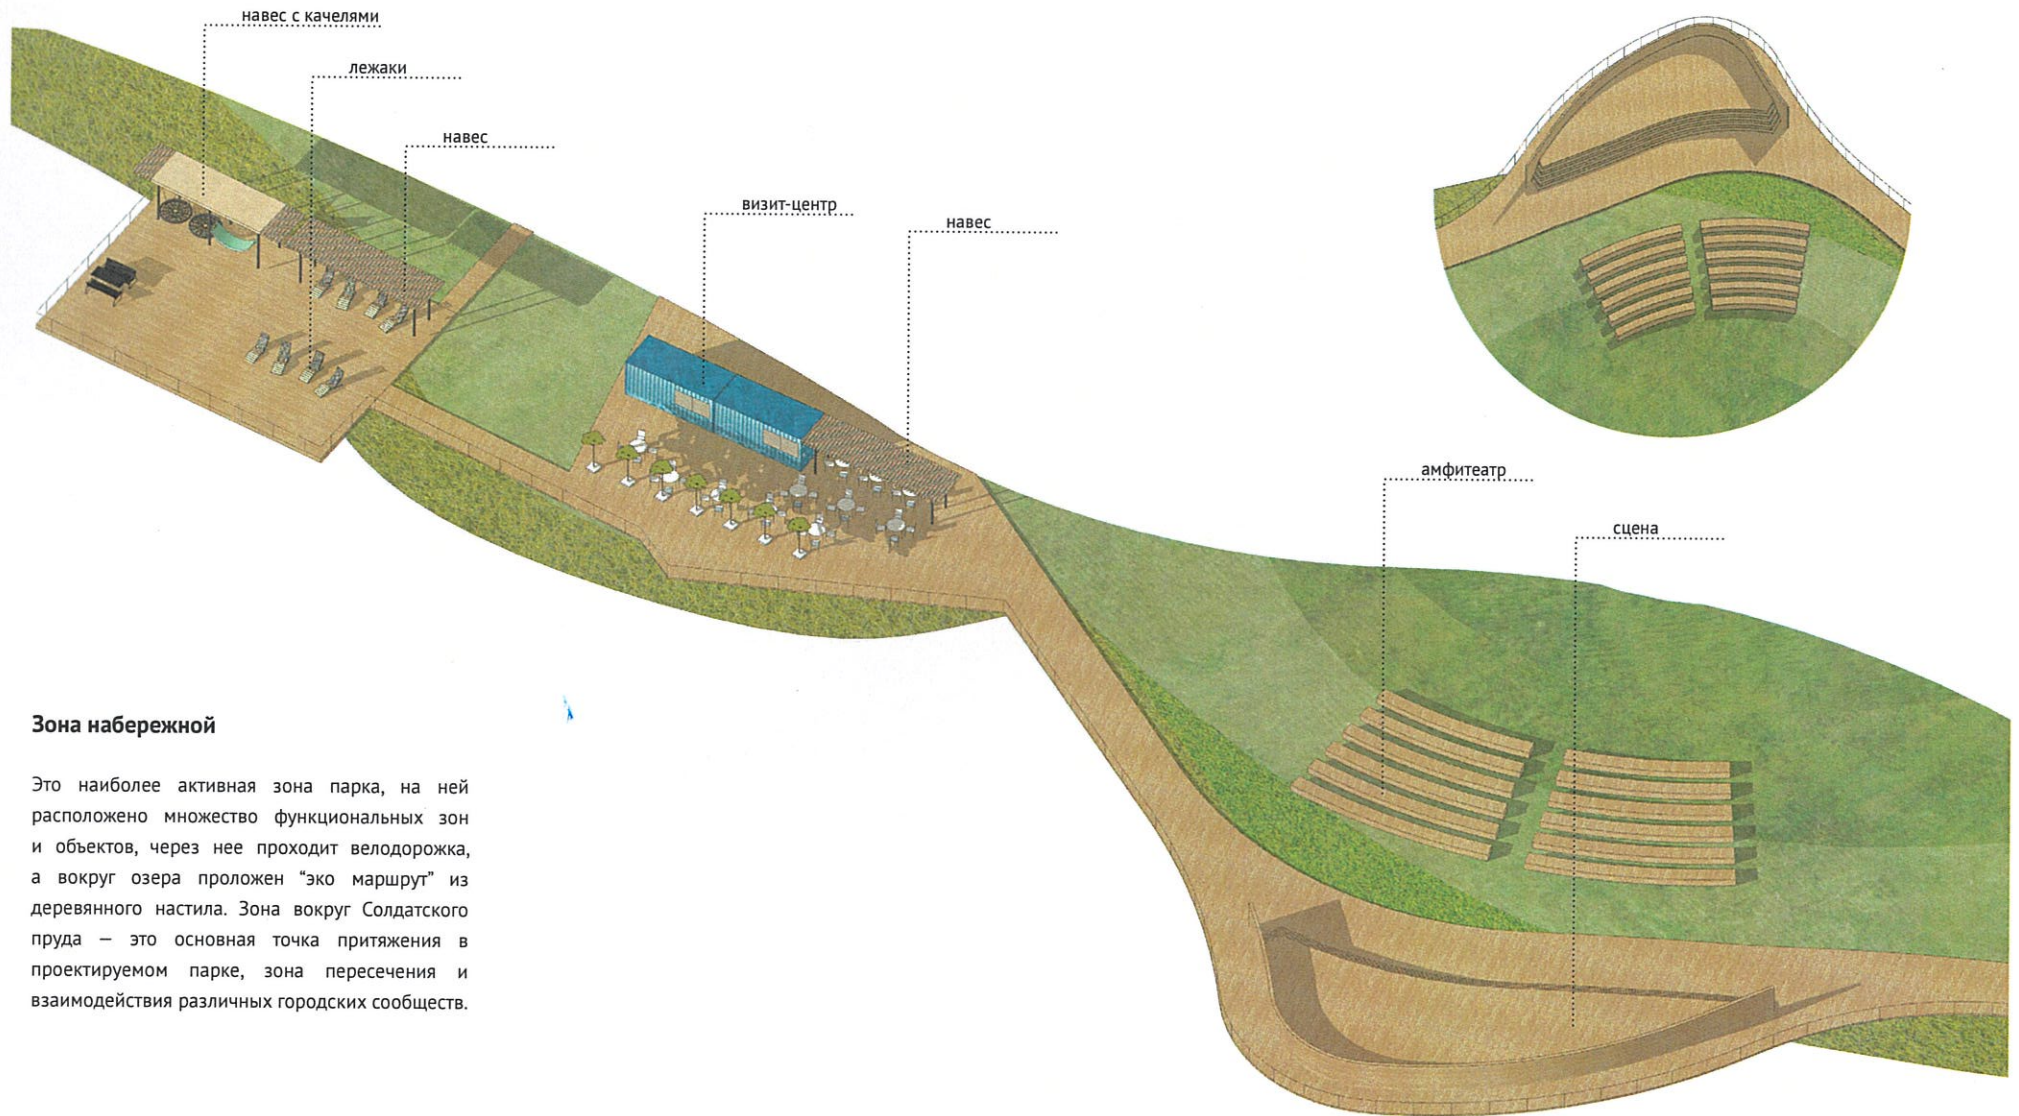 навес с качелями
лежаки
навес
визит-центр
навес
амфитеатр
сцена
Зона набережной
Это наиболее активная зона парка, на ней
расположено множество функциональных зон
и объектов, через нее проходит велодорожка,
а вокруг озера проложен “эко маршрут” из
деревянного настила. Зона вокруг Солдатского
пруда — это основная точка притяжения в
проектируемом парке, зона пересечения и
взаимодействия различных городских сообществ.